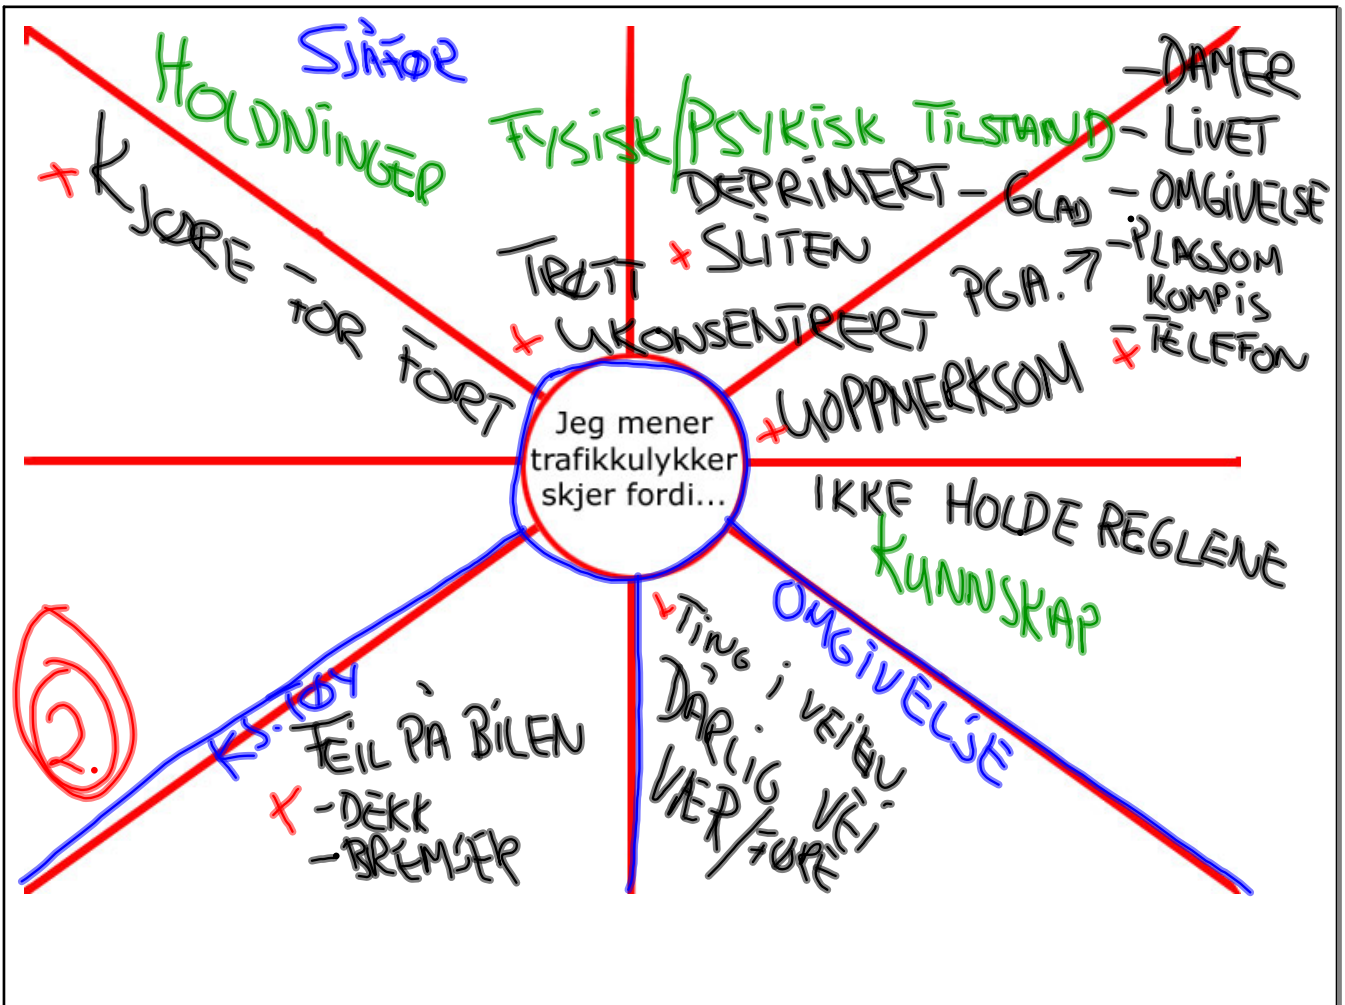 SJÅFØR
HOLDNINGER
KJØRE – FOR FORT
FYSISK/PSYKISK TILSTAND
DEPRIMERT – GLAD
SLITEN
TRØTT
UKONSENTRERT PGA.
- DAMER
- LIVET
- OMGIVELSE
- PLAGSOM
KOMPIS
- TELEFON
UOPPMERKSOM
Jeg mener
trafikkulykker
skjer fordi...
IKKE HOLDE REGLENE
KUNNSKAP
OMGIVELSE
TING i VEIEN
DÅRLIG VEI
VÆR/FØRE
FEIL PÅ BILEN
- DEKK
- BREMSER
2.